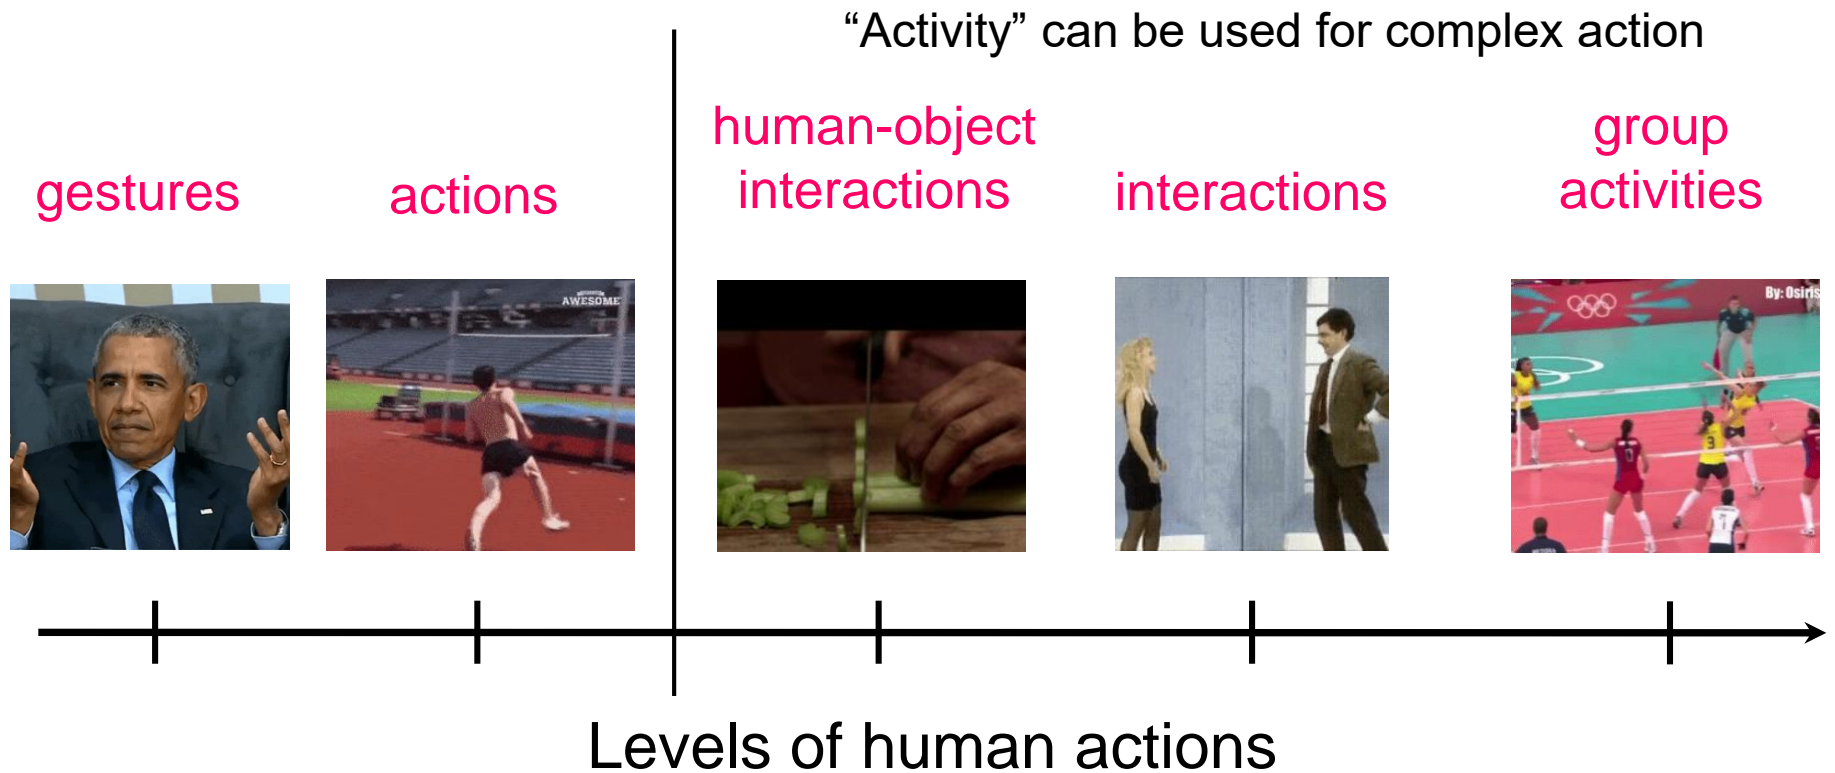 “Activity” can be used for complex action
gestures
actions
human-object
interactions
interactions
group
activities
AWESOME
By: Osiris
3
Levels of human actions